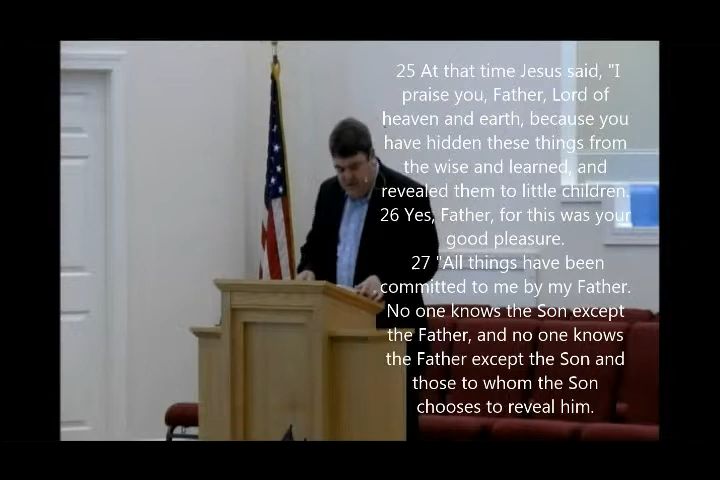 25 At that time Jesus said, "I
praise you, Father, Lord of
heaven and earth, because you
have hidden these things from
the wise and learned, and
revealed them to little children.
26 Yes, Father, for this was your
good pleasure.
27 "All things have been
committed to me by my Father.
No one knows the Son except
the Father, and no one knows
the Father except the Son and
those to whom the Son
chooses to reveal him.